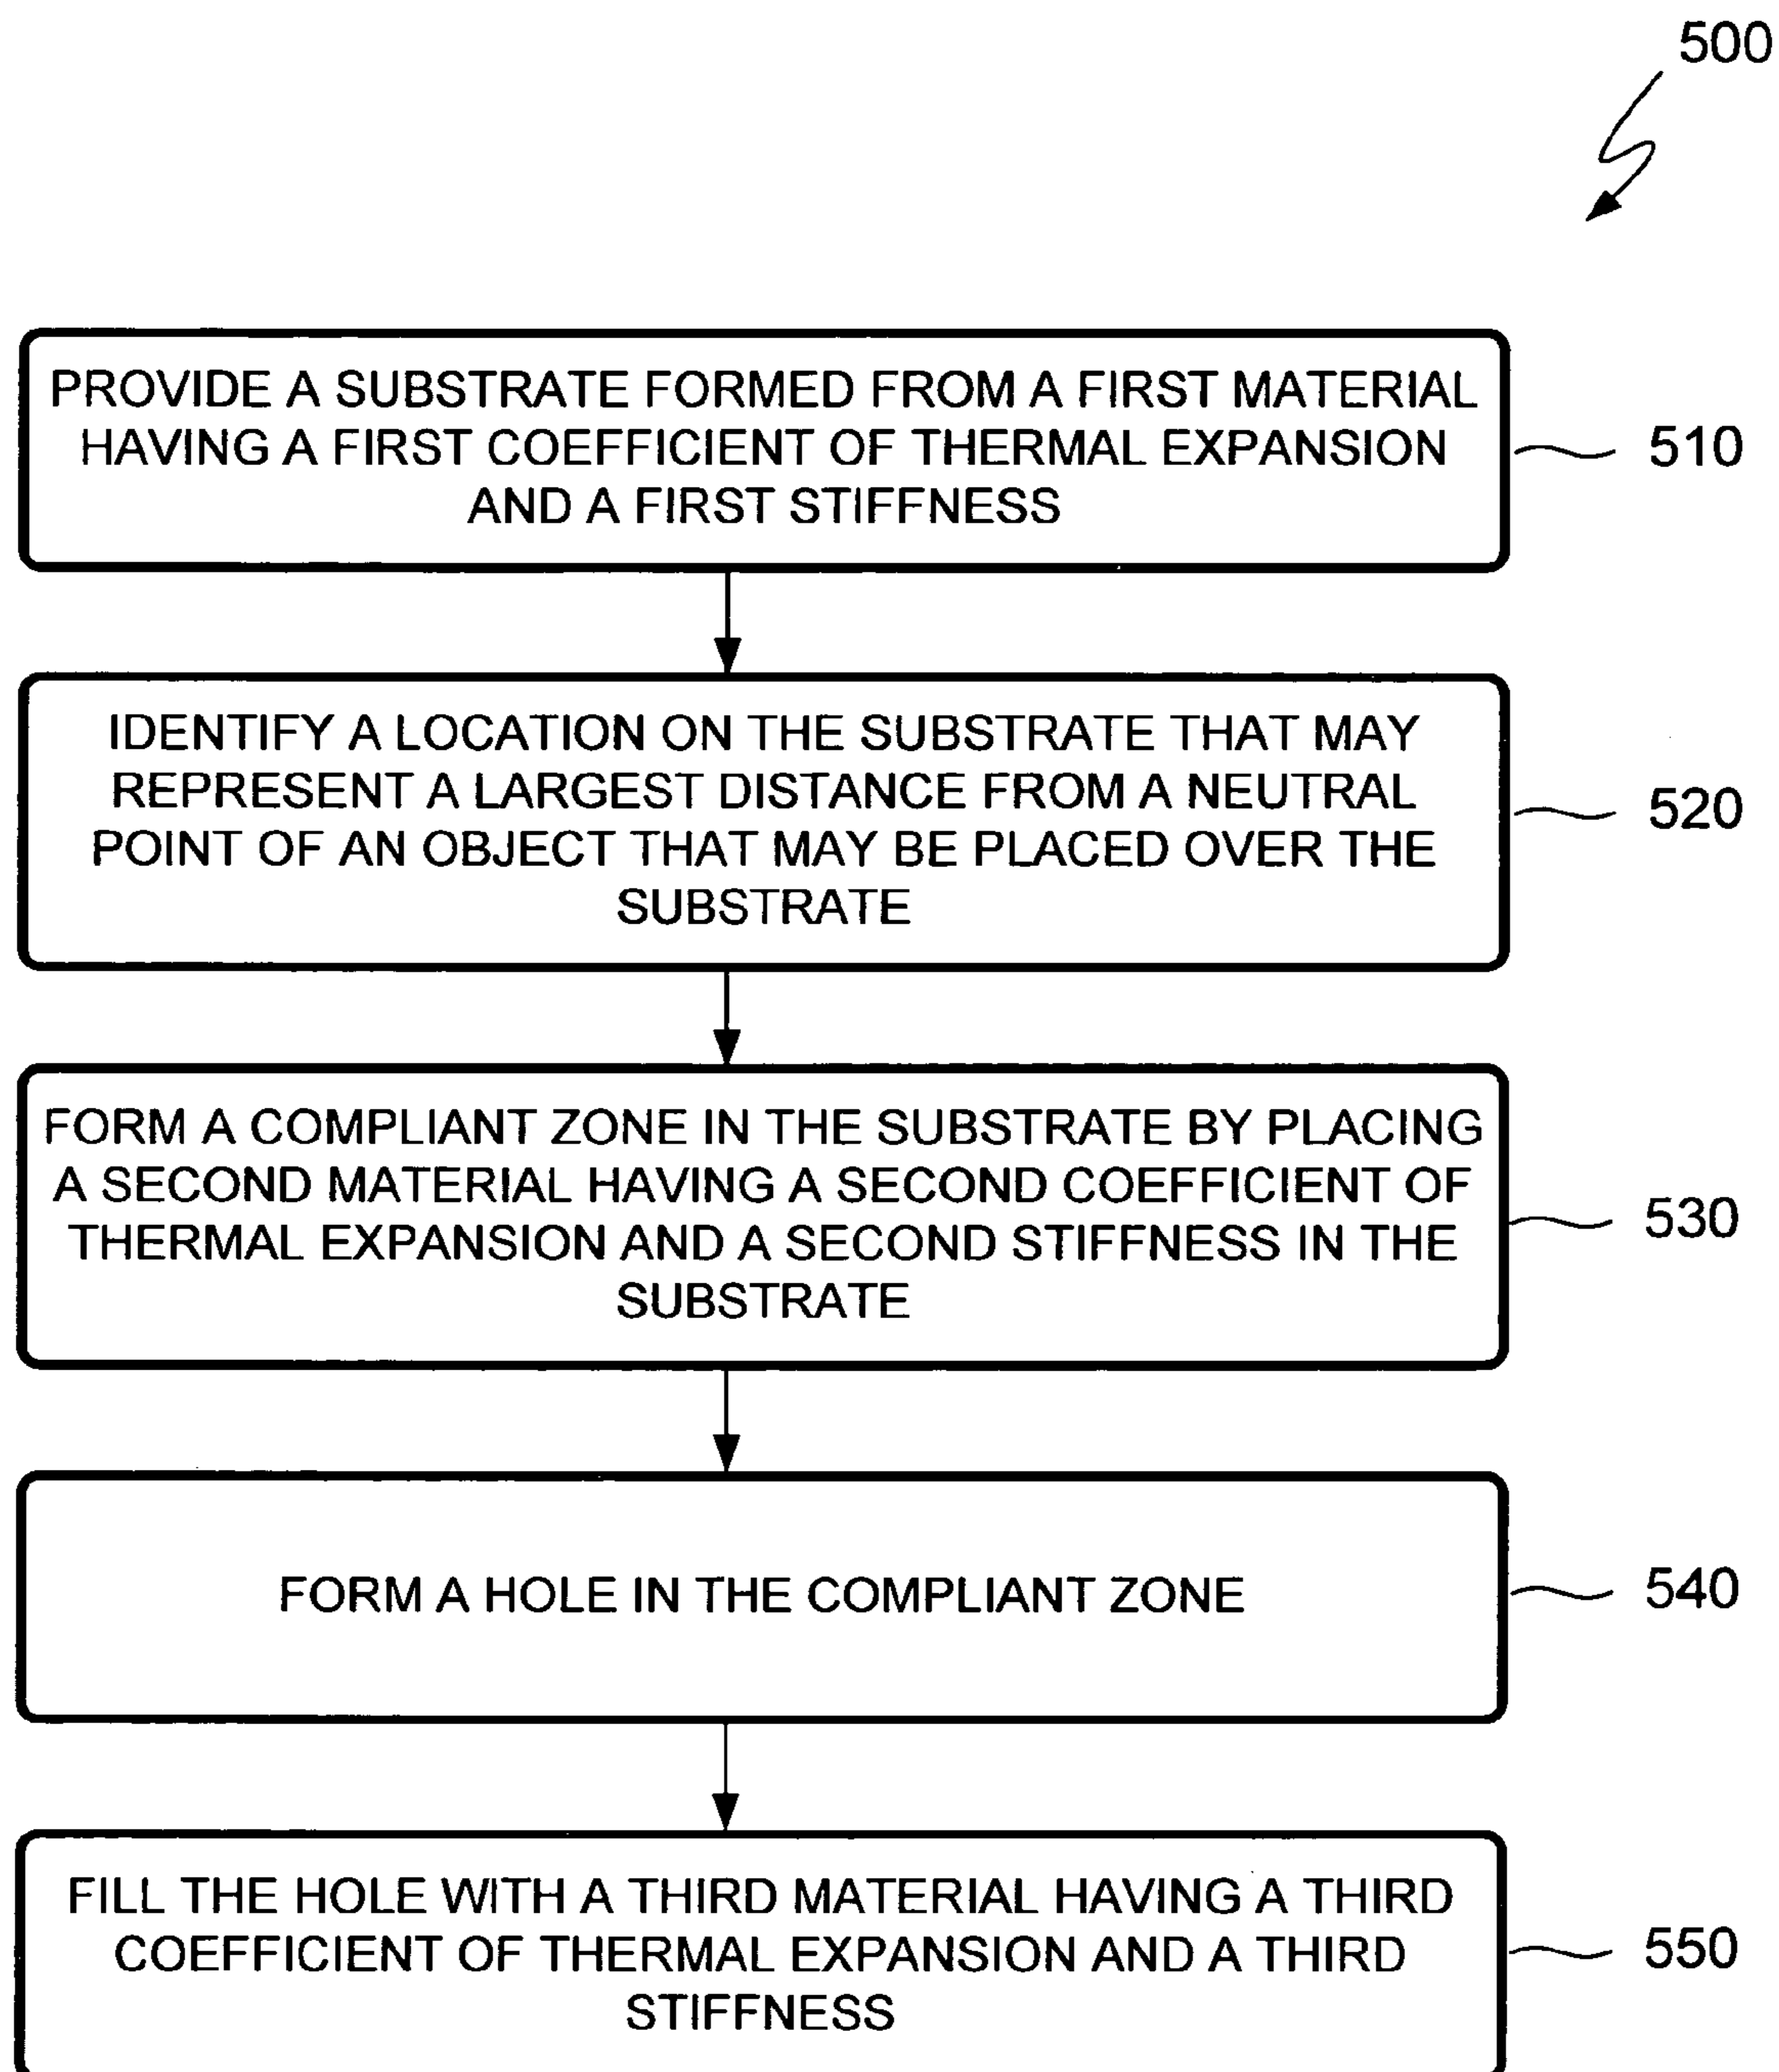 500
PROVIDE A SUBSTRATE FORMED FROM A FIRST MATERIAL
HAVING A FIRST COEFFICIENT OF THERMAL EXPANSION
AND A FIRST STIFFNESS
510
IDENTIFY A LOCATION ON THE SUBSTRATE THAT MAY
REPRESENT A LARGEST DISTANCE FROM A NEUTRAL
POINT OF AN OBJECT THAT MAY BE PLACED OVER THE
SUBSTRATE
520
FORM A COMPLIANT ZONE IN THE SUBSTRATE BY PLACING
A SECOND MATERIAL HAVING A SECOND COEFFICIENT OF
THERMAL EXPANSION AND A SECOND STIFFNESS IN THE
SUBSTRATE
530
FORM A HOLE IN THE COMPLIANT ZONE
540
FILL THE HOLE WITH A THIRD MATERIAL HAVING A THIRD
COEFFICIENT OF THERMAL EXPANSION AND A THIRD
STIFFNESS
550